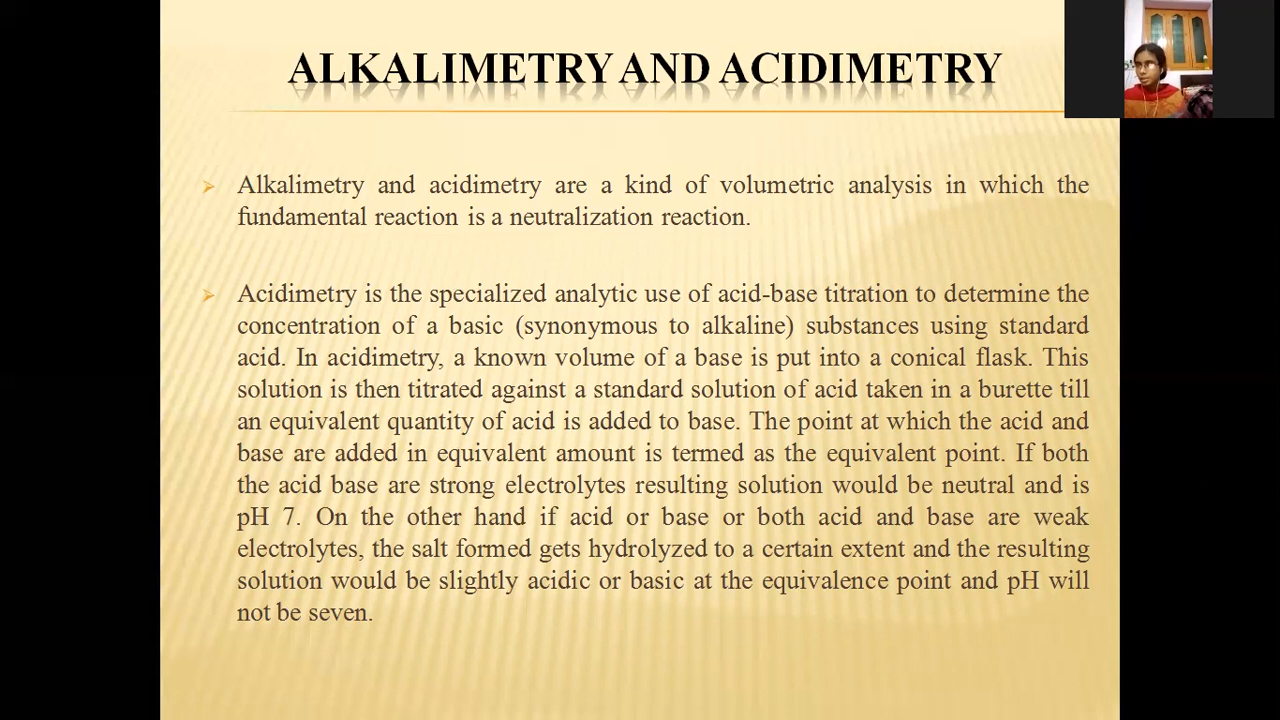 ALKALIMETRY AND ACIDIMETRY
Alkalimetry and acidimetry are a kind of volumetric analysis in which the
fundamental reaction is a neutralization reaction.
Acidimetry is the specialized analytic use of acid-base titration to determine the
concentration of a basic (synonymous to alkaline) substances using standard
acid. In acidimetry, a known volume of a base is put into a conical flask. This
solution is then titrated against a standard solution of acid taken in a burette till
an equivalent quantity of acid is added to base. The point at which the acid and
base are added in equivalent amount is termed as the equivalent point. If both
the acid base are strong electrolytes resulting solution would be neutral and is
pH 7. On the other hand if acid or base or both acid and base are weak
electrolytes, the salt formed gets hydrolyzed to a certain extent and the resulting
solution would be slightly acidic or basic at the equivalence point and pH will
not be seven.